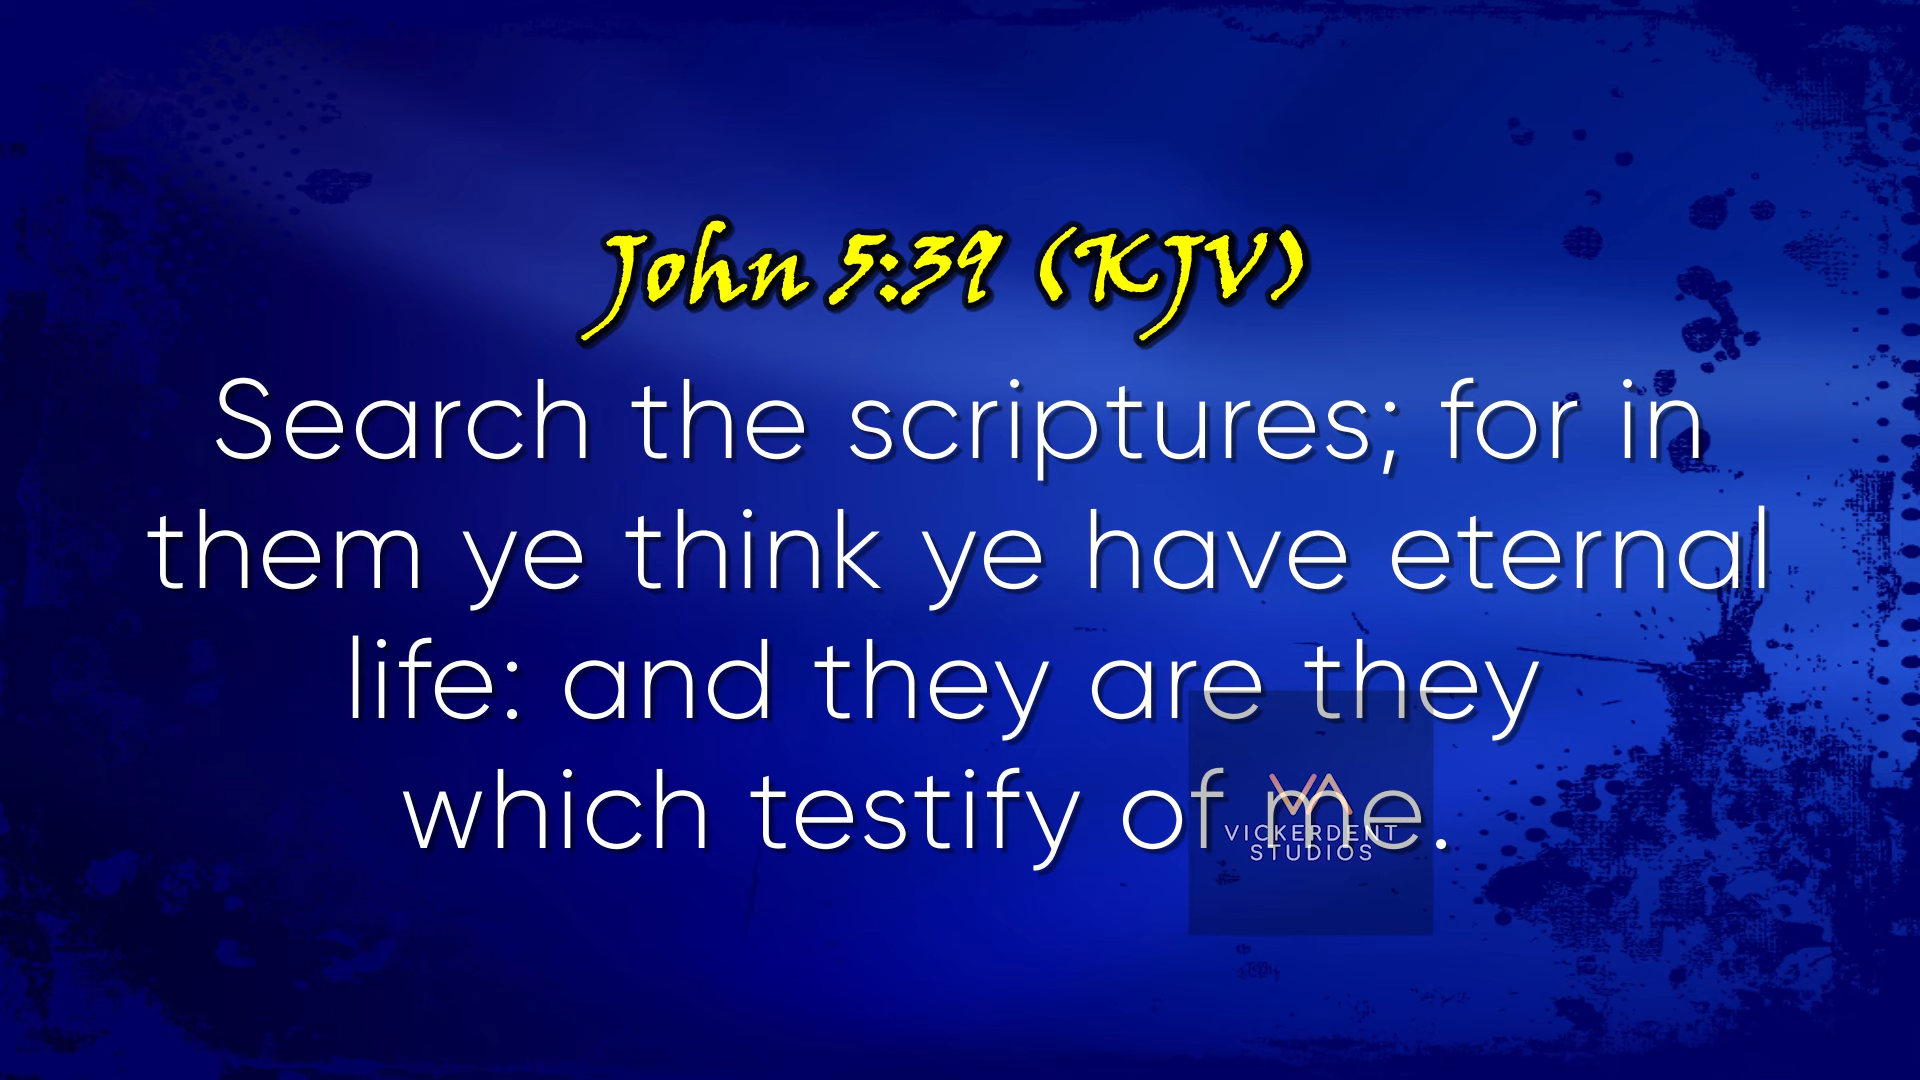 John 5:39 (KJV)
Search the scriptures; for in
them ye think ye have eternal
life: and they are they
which testify of me.
VICKERDENT
STUDIOS